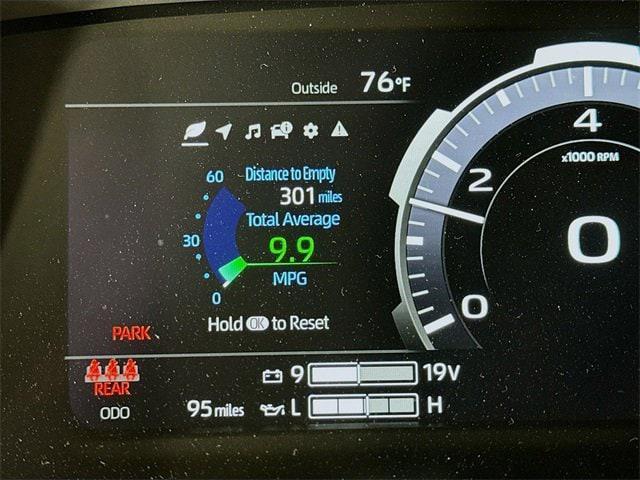 Outside 76°F
60 Distance to Empty
301 miles
Total Average
30 9.9
MPG
0
Hold OK to Reset
PARK
REAR
9 19V
ODO 95 miles L H
4
x1000 RPM
2
0
0